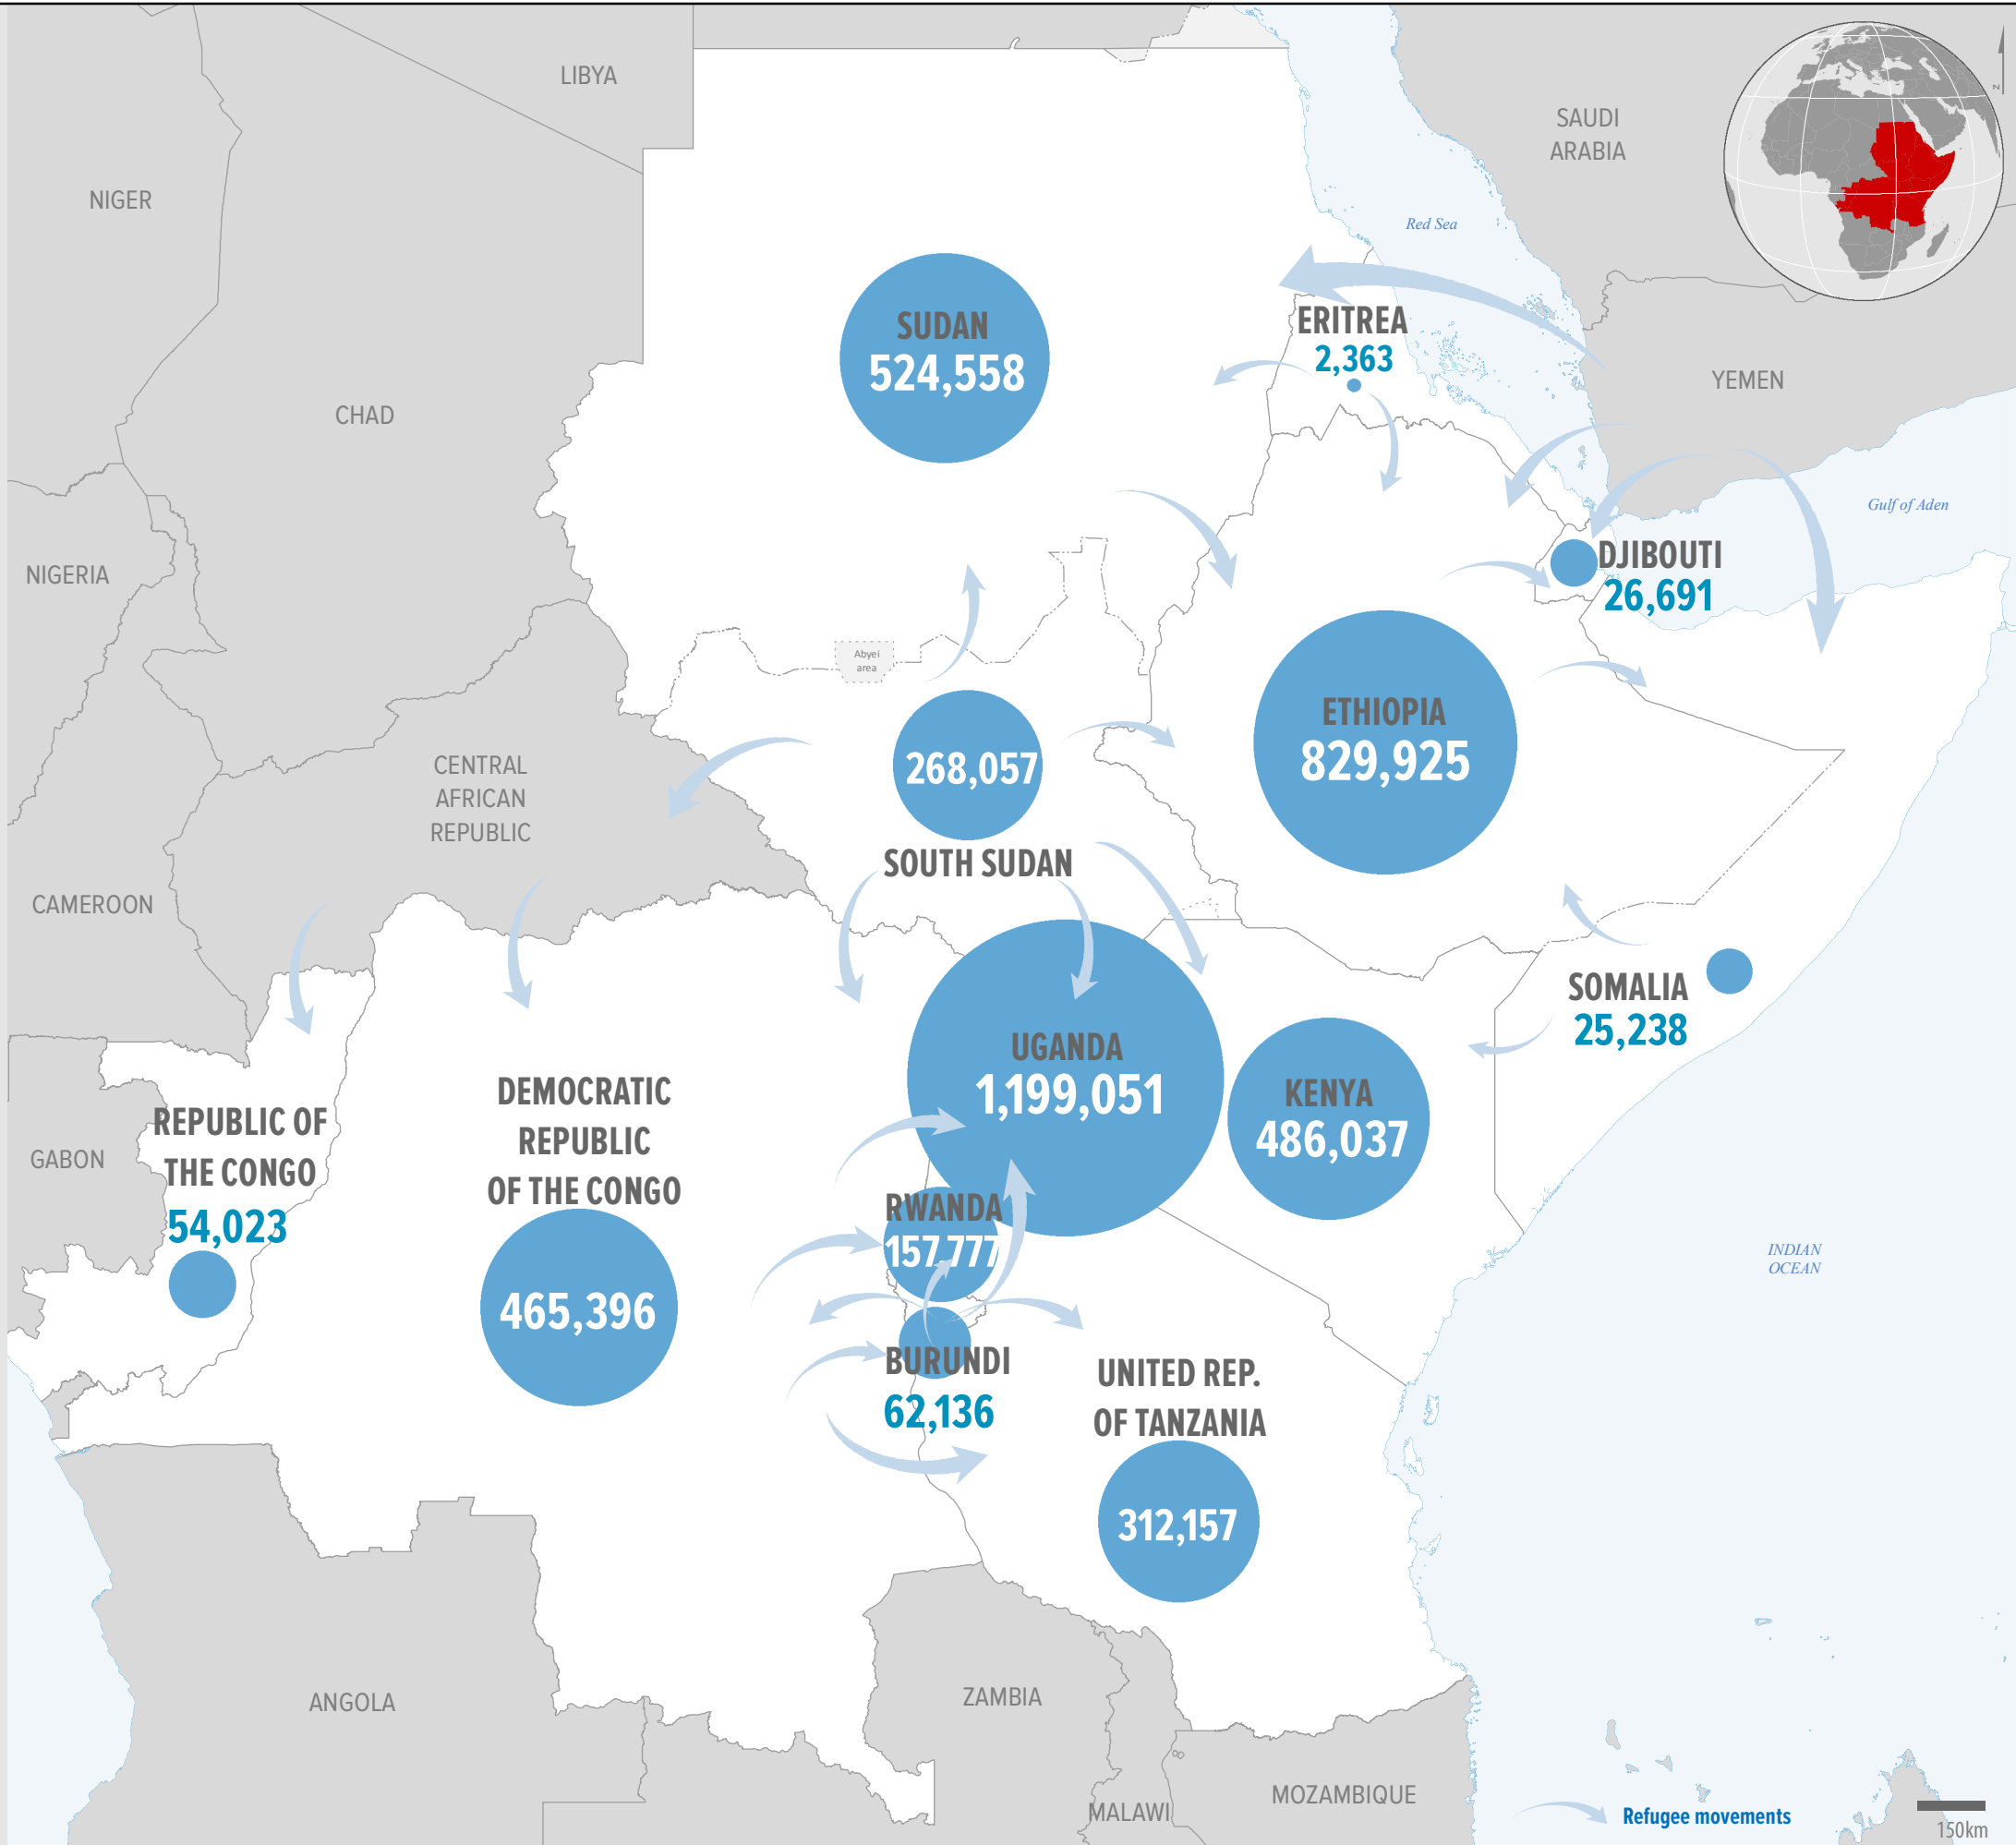 LIBYA
SAUDI
ARABIA
N
NIGER
Red Sea
SUDAN
524,558
ERITREA
2,363
YEMEN
CHAD
Gulf of Aden
NIGERIA
DJIBOUTI
26,691
Abyei
area
ETHIOPIA
829,925
CENTRAL
AFRICAN
REPUBLIC
268,057
SOUTH SUDAN
CAMEROON
SOMALIA
25,238
UGANDA
1,199,051
KENYA
486,037
DEMOCRATIC
REPUBLIC
OF THE CONGO
465,396
REPUBLIC OF
THE CONGO
54,023
GABON
RWANDA
157,777
INDIAN
OCEAN
BURUNDI
62,136
UNITED REP.
OF TANZANIA
312,157
ANGOLA
ZAMBIA
MALAWI
MOZAMBIQUE
Refugee movements
150km